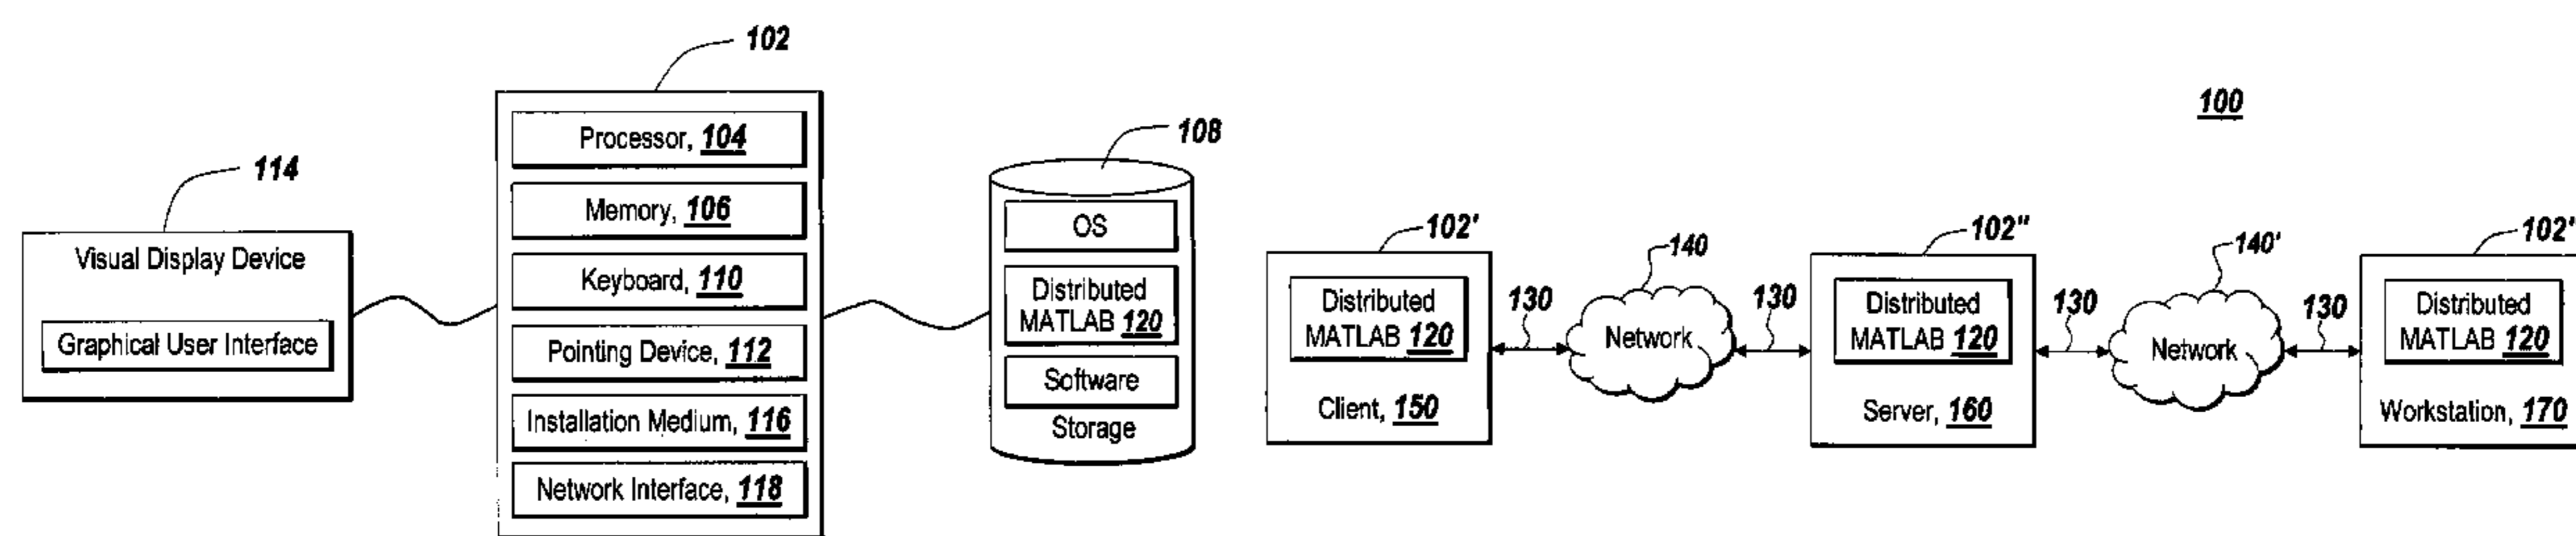 114
Visual Display Device
Graphical User Interface
102
Processor, 104
Memory, 106
Keyboard, 110
Pointing Device, 112
Installation Medium, 116
Network Interface, 118
108
OS
Distributed
MATLAB 120
Software
Storage
100
102'
Distributed
MATLAB 120
Client, 150
130
140
Network
130
102"
Distributed
MATLAB 120
Server, 160
130
140'
Network
130
102'
Distributed
MATLAB 120
Workstation, 170